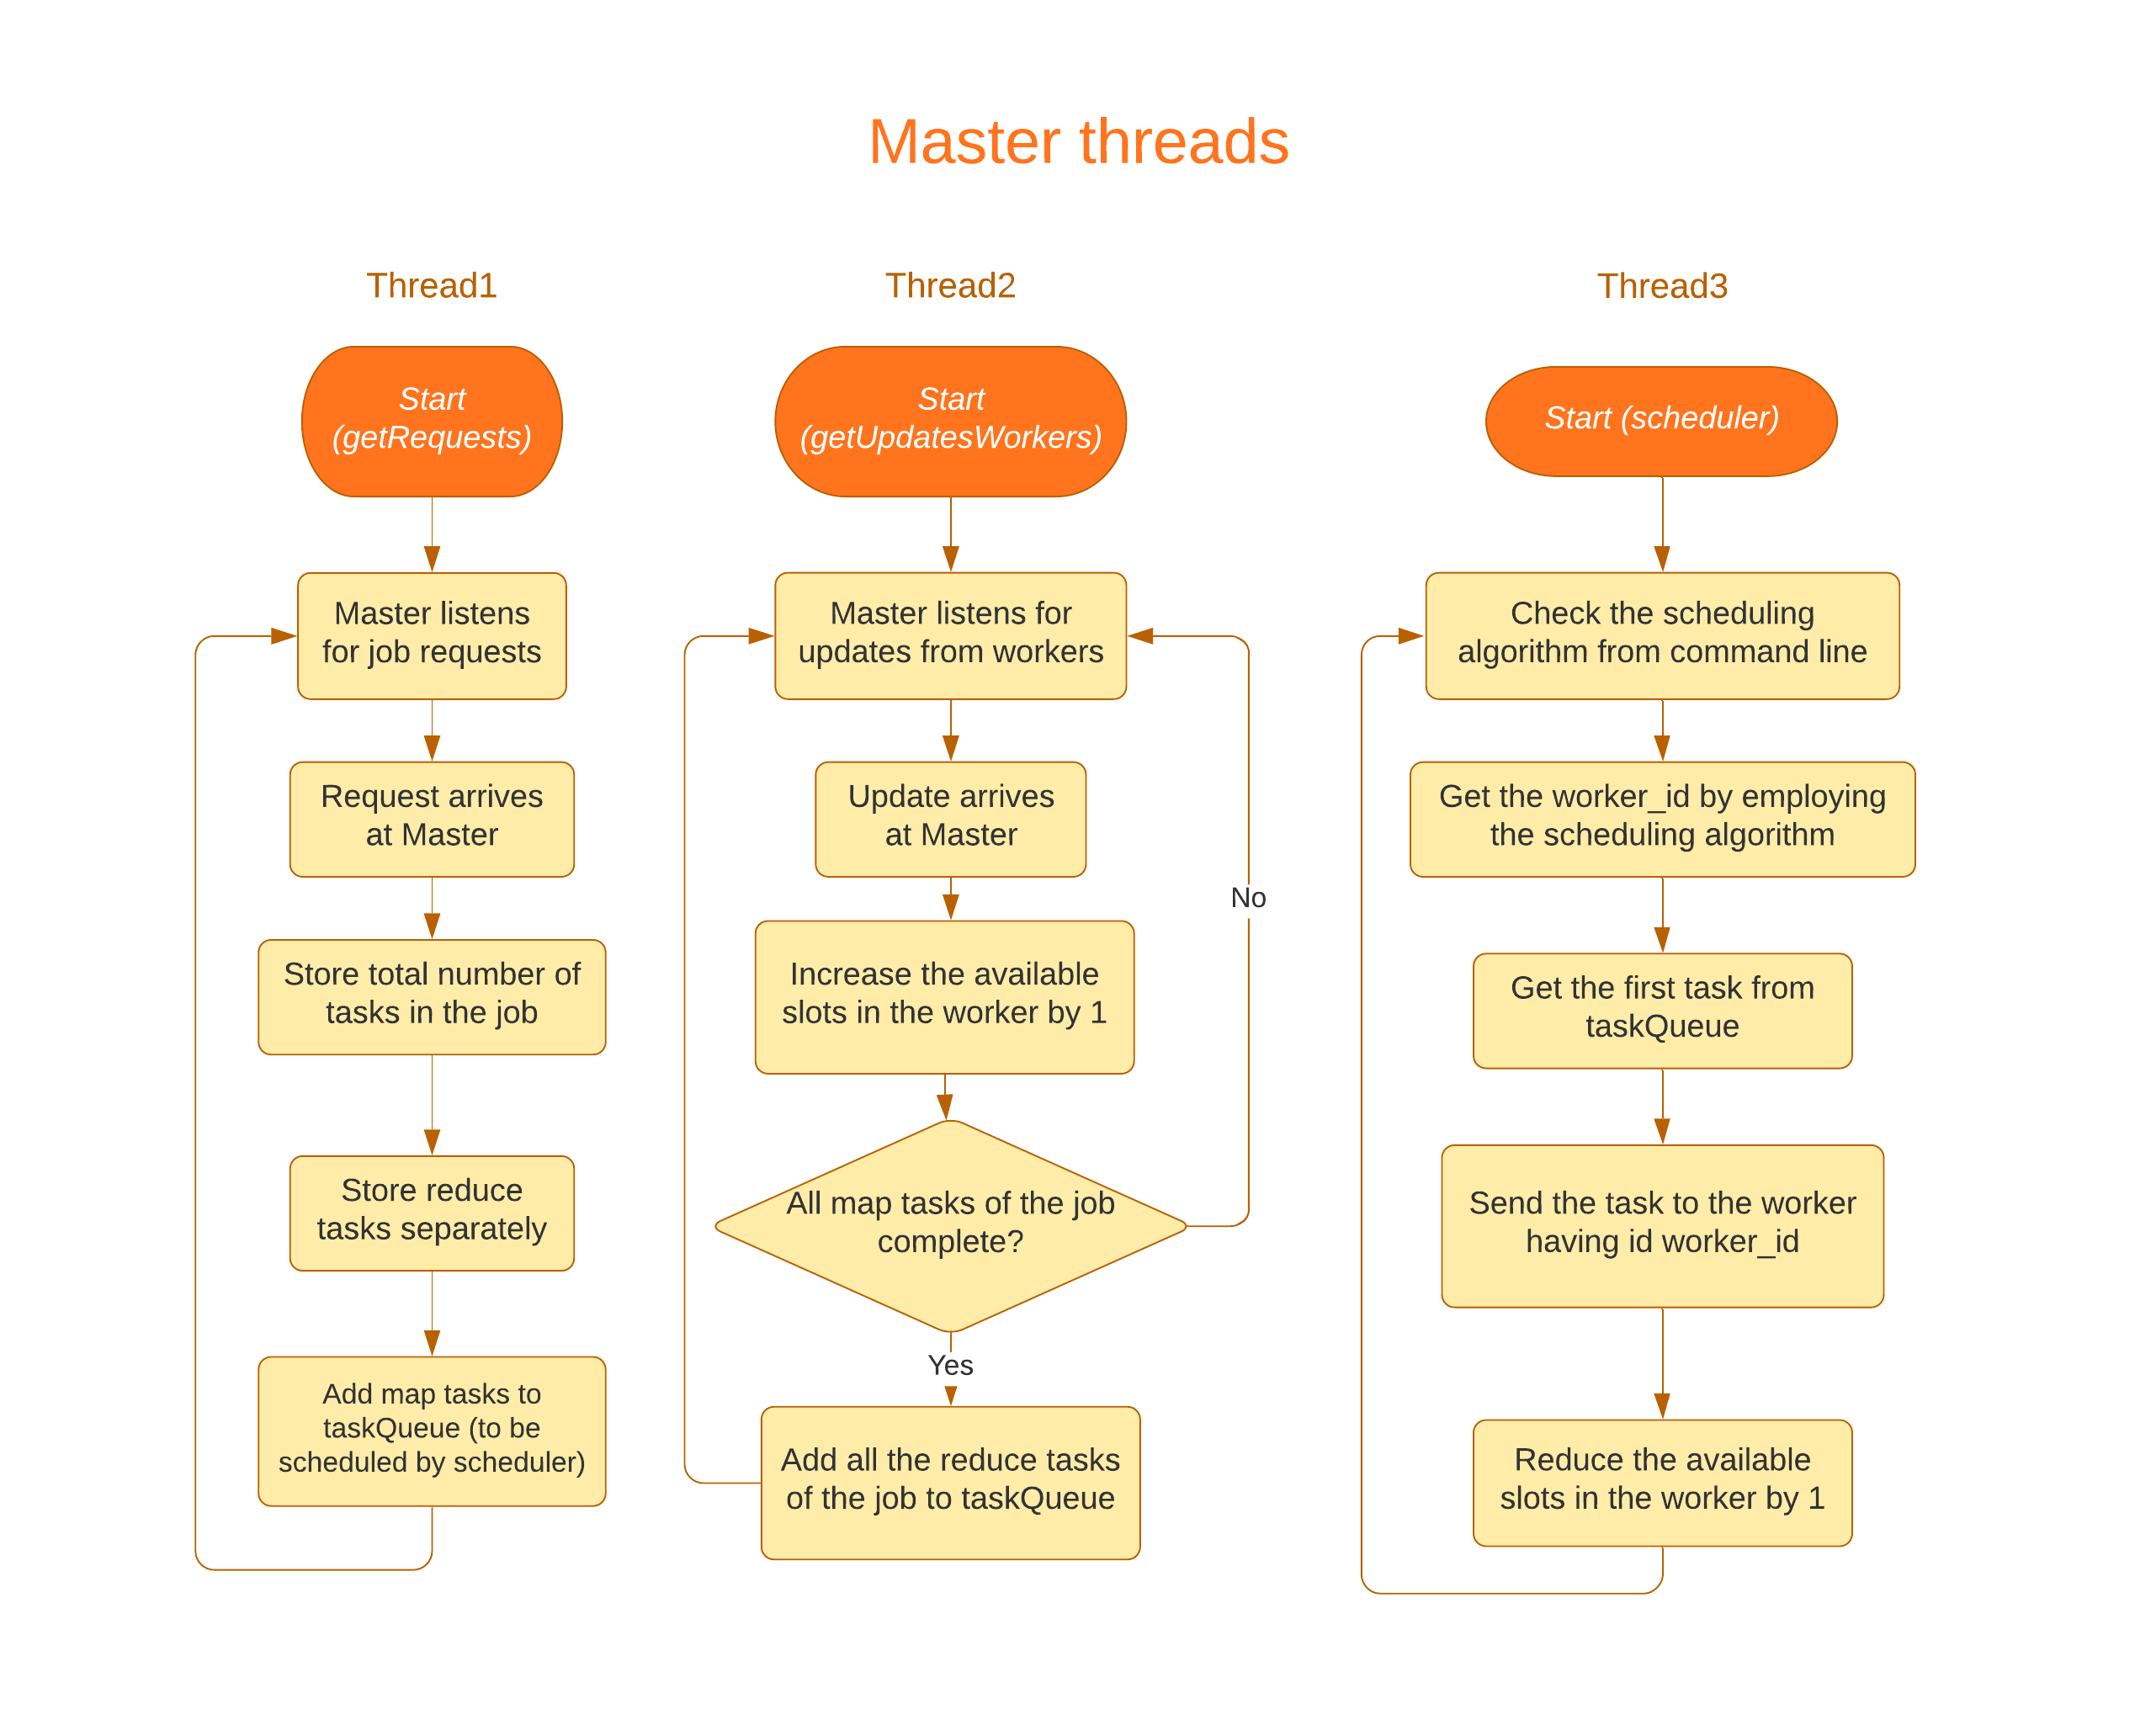 Master threads
Thread1
Start
(getRequests)
Master listens
for job requests
Request arrives
at Master
Store total number of
tasks in the job
Store reduce
tasks separately
Add map tasks to
taskQueue (to be
scheduled by scheduler)
Thread2
Start
(getUpdatesWorkers)
Master listens for
updates from workers
Update arrives
at Master
Increase the available
slots in the worker by 1
All map tasks of the job
complete?
No
Yes
Add all the reduce tasks
of the job to taskQueue
Thread3
Start (scheduler)
Check the scheduling
algorithm from command line
Get the worker_id by employing
the scheduling algorithm
Get the first task from
taskQueue
Send the task to the worker
having id worker_id
Reduce the available
slots in the worker by 1